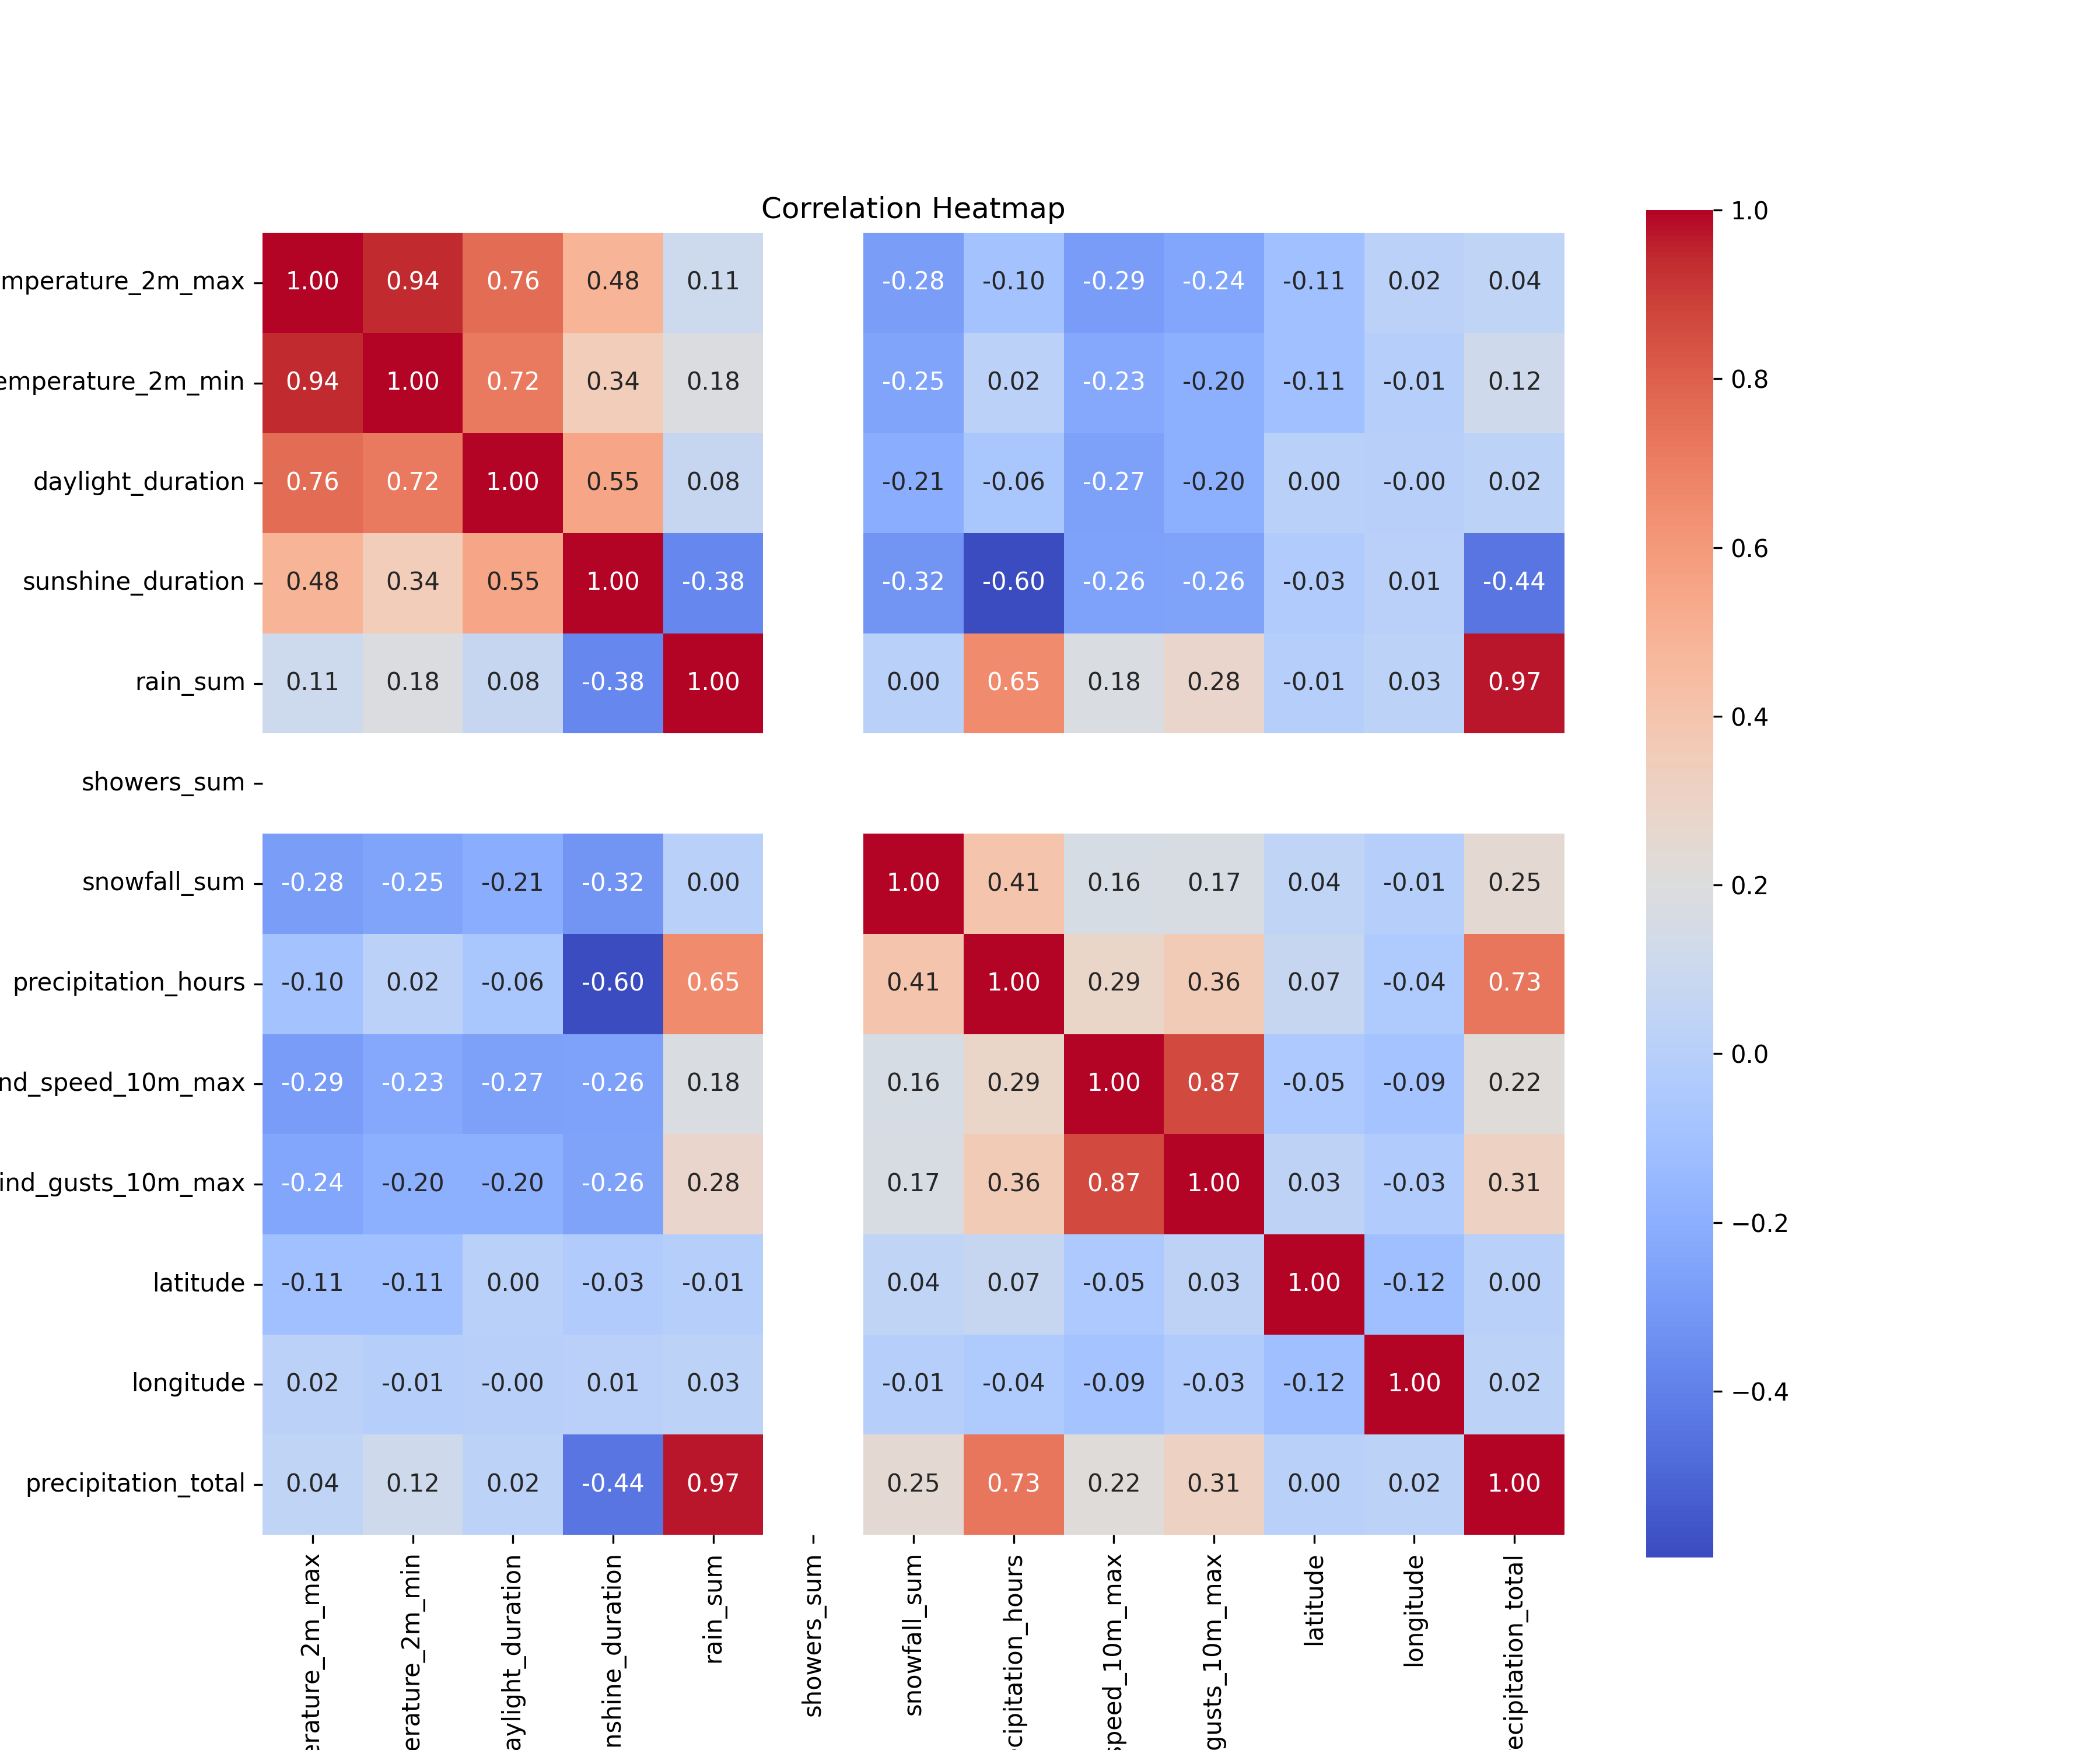 Correlation Heatmap
mperature_2m_max 1.00 0.94 0.76 0.48 0.11 -0.28 -0.10 -0.29 -0.24 -0.11 0.02 0.04
emperature_2m_min 0.94 1.00 0.72 0.34 0.18 -0.25 0.02 -0.23 -0.20 -0.11 -0.01 0.12
daylight_duration 0.76 0.72 1.00 0.55 0.08 -0.21 -0.06 -0.27 -0.20 0.00 -0.00 0.02
sunshine_duration 0.48 0.34 0.55 1.00 -0.38 -0.32 -0.60 -0.26 -0.26 -0.03 0.01 -0.44
rain_sum 0.11 0.18 0.08 -0.38 1.00 0.00 0.65 0.18 0.28 -0.01 0.03 0.97
showers_sum
snowfall_sum -0.28 -0.25 -0.21 -0.32 0.00 1.00 0.41 0.16 0.17 0.04 -0.01 0.25
precipitation_hours -0.10 0.02 -0.06 -0.60 0.65 0.41 1.00 0.29 0.36 0.07 -0.04 0.73
nd_speed_10m_max -0.29 -0.23 -0.27 -0.26 0.18 0.16 0.29 1.00 0.87 -0.05 -0.09 0.22
ind_gusts_10m_max -0.24 -0.20 -0.20 -0.26 0.28 0.17 0.36 0.87 1.00 0.03 -0.03 0.31
latitude -0.11 -0.11 0.00 -0.03 -0.01 0.04 0.07 -0.05 0.03 1.00 -0.12 0.00
longitude 0.02 -0.01 -0.00 0.01 0.03 -0.01 -0.04 -0.09 -0.03 -0.12 1.00 0.02
precipitation_total 0.04 0.12 0.02 -0.44 0.97 0.25 0.73 0.22 0.31 0.00 0.02 1.00
erature_2m_max
erature_2m_min
aylight_duration
nshine_duration
rain_sum
showers_sum
snowfall_sum
cipitation_hours
speed_10m_max
gusts_10m_max
latitude
longitude
ecipitation_total
1.0
0.8
0.6
0.4
0.2
0.0
−0.2
−0.4